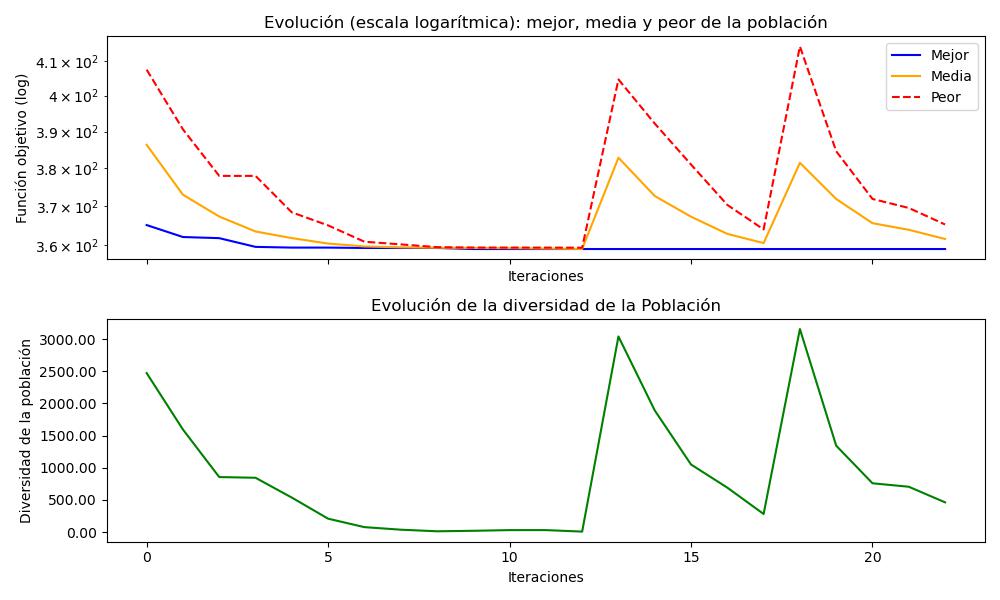 Evolución (escala logarítmica): mejor, media y peor de la población
Función objetivo (log)
4.1 × 10²
4 × 10²
3.9 × 10²
3.8 × 10²
3.7 × 10²
3.6 × 10²
Mejor
Media
Peor
Iteraciones
Evolución de la diversidad de la Población
Diversidad de la población
3000.00
2500.00
2000.00
1500.00
1000.00
500.00
0.00
0 5 10 15 20
Iteraciones